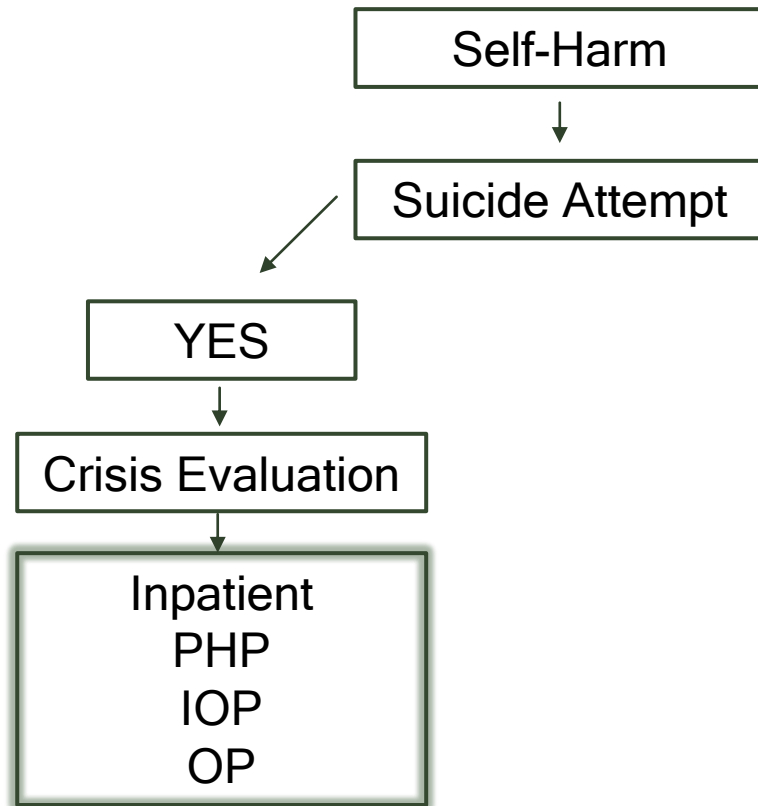 Self-Harm
Suicide Attempt
YES
Crisis Evaluation
Inpatient
PHP
IOP
OP